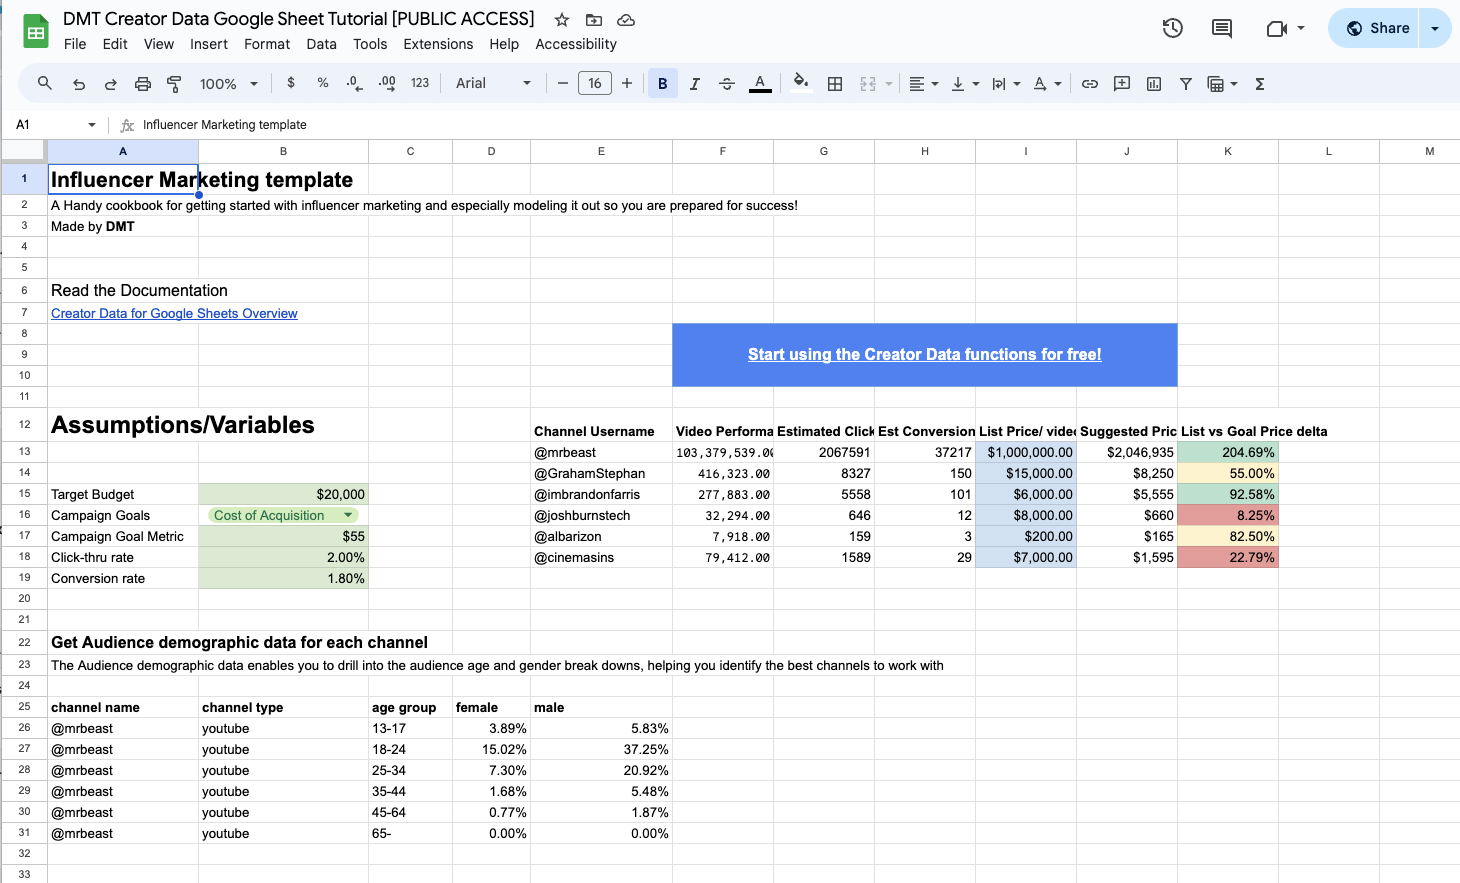 DMT Creator Data Google Sheet Tutorial [PUBLIC ACCESS]
File Edit View Insert Format Data Tools Extensions Help Accessibility
Share
100% $ % .0 .00 123 Arial 16 B I A A Σ
A1 fx Influencer Marketing template
A B C D E F G H I J K L M
1 Influencer Marketing template
2 A Handy cookbook for getting started with influencer marketing and especially modeling it out so you are prepared for success!
3 Made by DMT
4
5
6 Read the Documentation
7 Creator Data for Google Sheets Overview
8
9 Start using the Creator Data functions for free!
10
11
12 Assumptions/Variables Channel Username Video Performa Estimated Click Est Conversion List Price/ vide Suggested Pric List vs Goal Price delta
13 @mrbeast 103,379,539.00 2067591 37217 $1,000,000.00 $2,046,935 204.69%
14 @GrahamStephan 416,323.00 8327 150 $15,000.00 $8,250 55.00%
15 Target Budget $20,000 @imbrandonfarris 277,883.00 5558 101 $6,000.00 $5,555 92.58%
16 Campaign Goals Cost of Acquisition @joshburnstech 32,294.00 646 12 $8,000.00 $660 8.25%
17 Campaign Goal Metric $55 @albarizon 7,918.00 159 3 $200.00 $165 82.50%
18 Click-thru rate 2.00% @cinemasins 79,412.00 1589 29 $7,000.00 $1,595 22.79%
19 Conversion rate 1.80%
20
21
22 Get Audience demographic data for each channel
23 The Audience demographic data enables you to drill into the audience age and gender break downs, helping you identify the best channels to work with
24
25 channel name channel type age group female male
26 @mrbeast youtube 13-17 3.89% 5.83%
27 @mrbeast youtube 18-24 15.02% 37.25%
28 @mrbeast youtube 25-34 7.30% 20.92%
29 @mrbeast youtube 35-44 1.68% 5.48%
30 @mrbeast youtube 45-64 0.77% 1.87%
31 @mrbeast youtube 65- 0.00% 0.00%
32
33